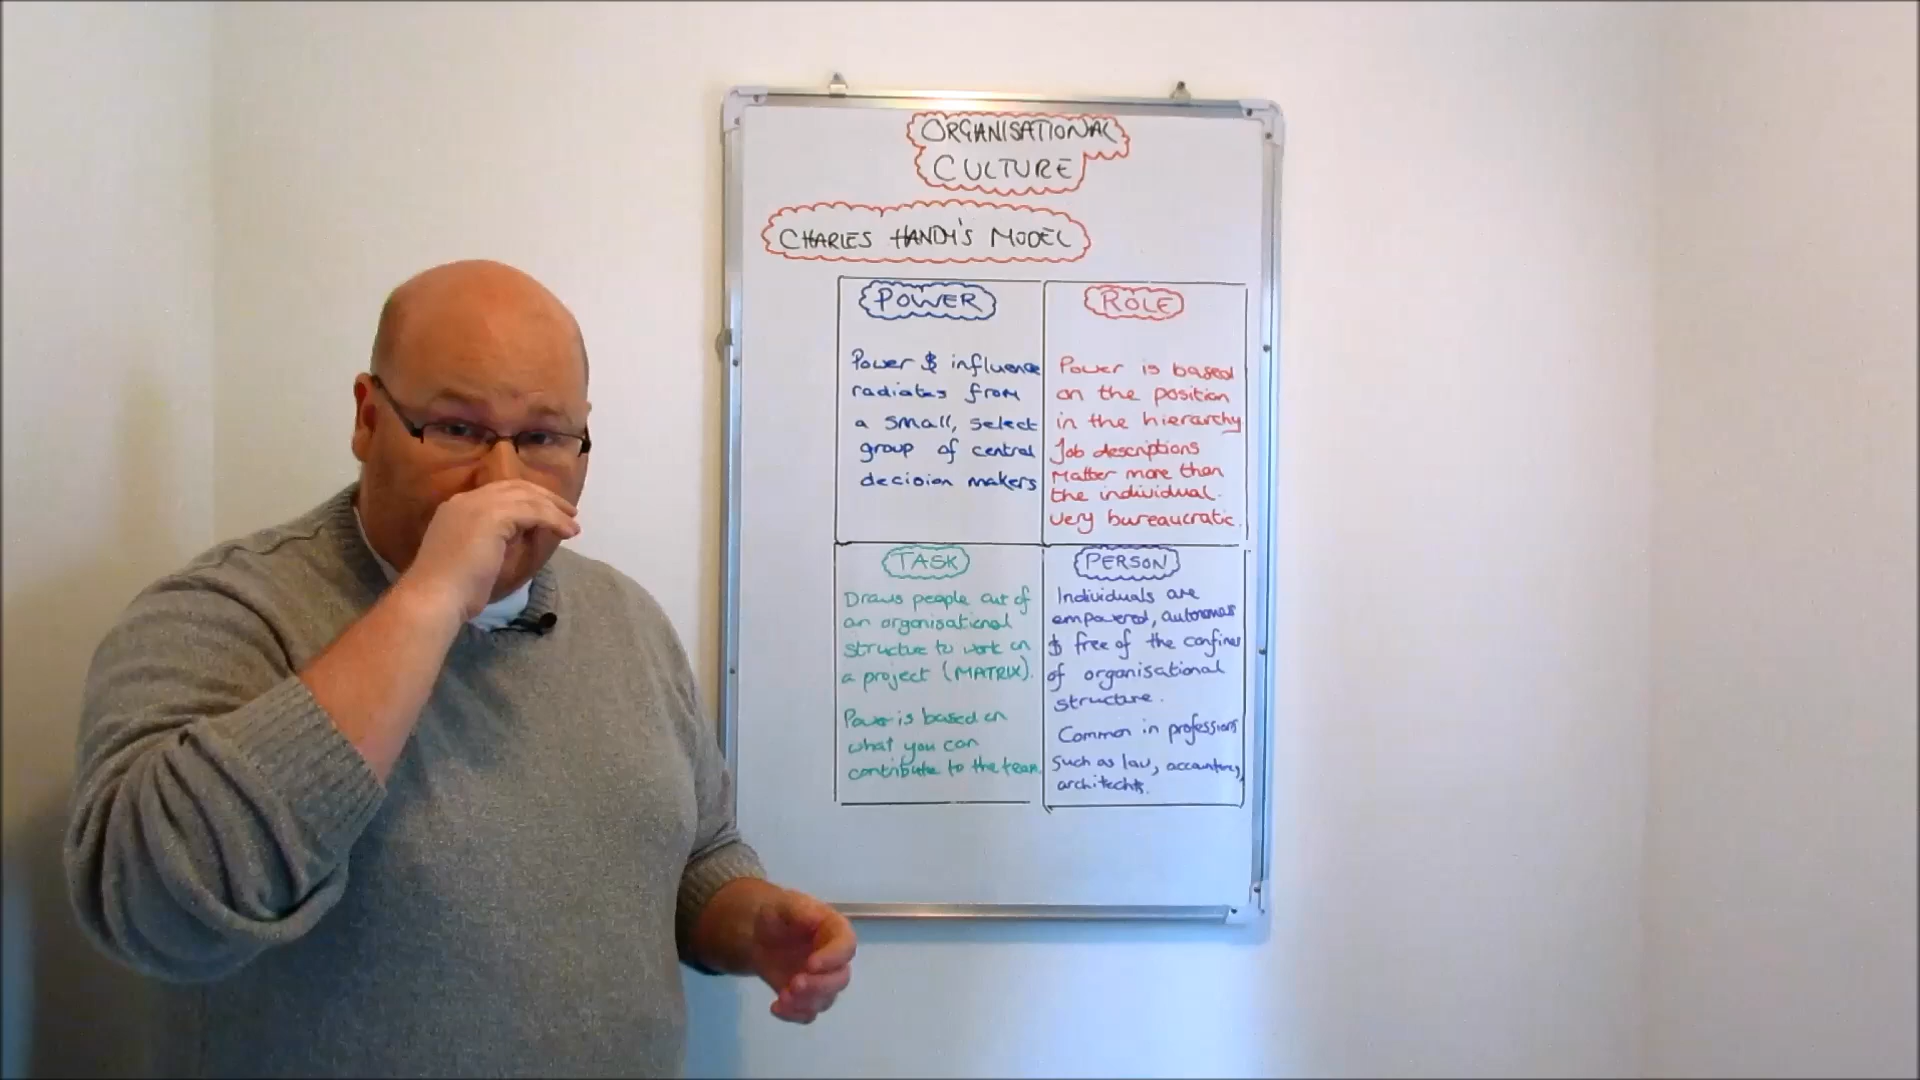 ORGANISATIONAL
CULTURE
CHARLES HANDY'S MODEL
POWER
Power & influence
radiates from
a small, select
group of central
decision makers
ROLE
Power is based
on the position
in the hierarchy.
Job descriptions
matter more than
the individual.
Very bureaucratic.
TASK
Draws people out of
an organisational
structure to work on
a project (MATRIX).
Power is based on
what you can
contribute to the team.
PERSON
Individuals are
empowered, autonomous
& free of the confines
of organisational
structure.
Common in professions
such as law, accountancy,
architects.